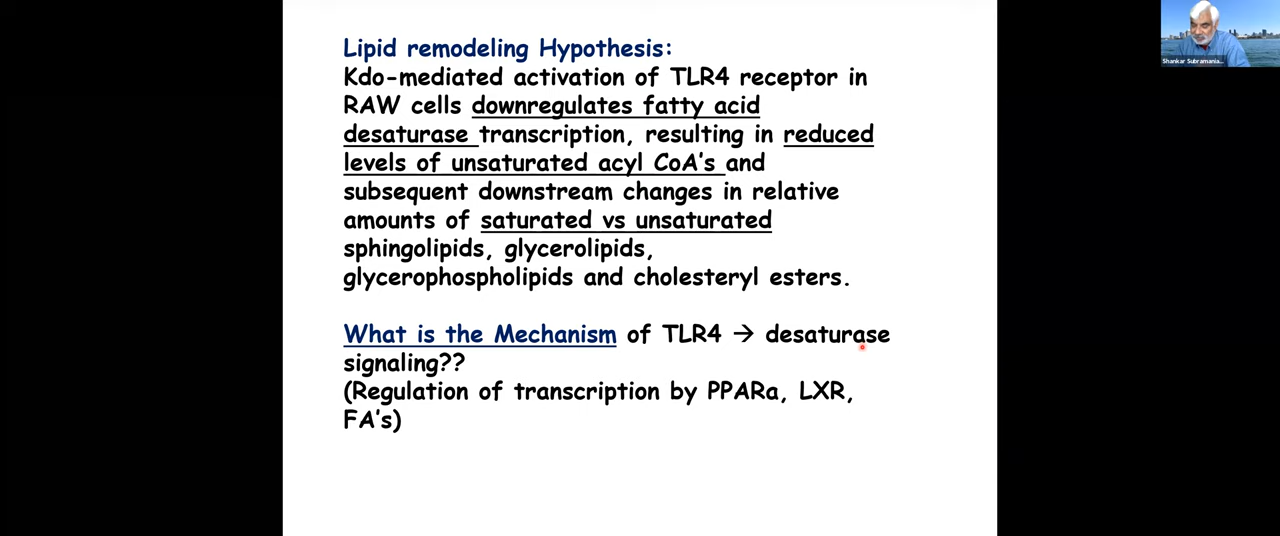 Lipid remodeling Hypothesis:
Kdo-mediated activation of TLR4 receptor in
RAW cells downregulates fatty acid
desaturase transcription, resulting in reduced
levels of unsaturated acyl CoA's and
subsequent downstream changes in relative
amounts of saturated vs unsaturated
sphingolipids, glycerolipids,
glycerophospholipids and cholesteryl esters.
What is the Mechanism of TLR4 → desaturase
signaling??
(Regulation of transcription by PPARa, LXR,
FA's)
Shankar Subramania...